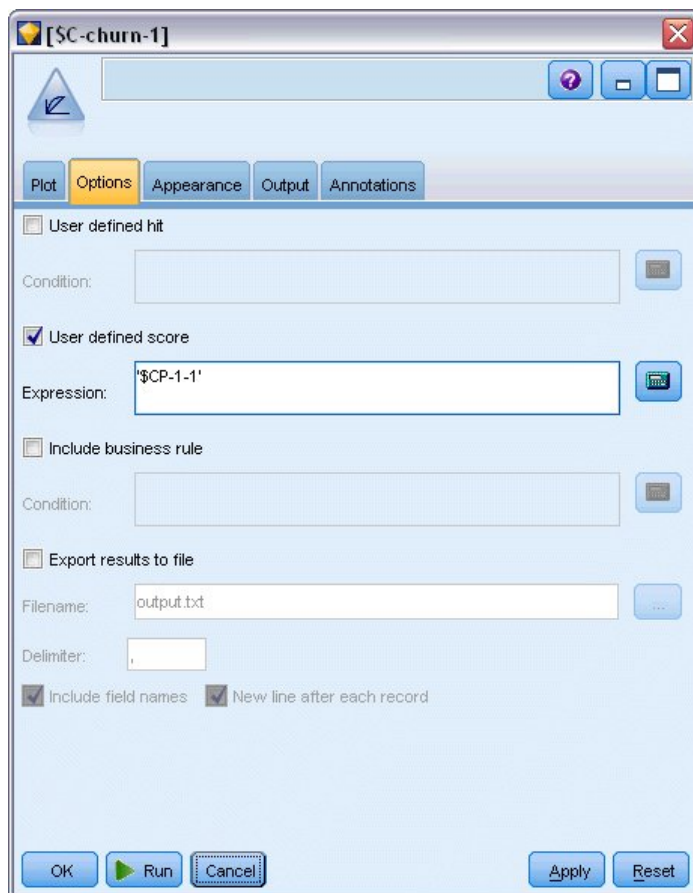 [$C-churn-1]
Plot Options Appearance Output Annotations
User defined hit
Condition:
User defined score
Expression: '$CP-1-1'
Include business rule
Condition:
Export results to file
Filename: output.txt ...
Delimiter: ,
Include field names New line after each record
OK Run Cancel Apply Reset